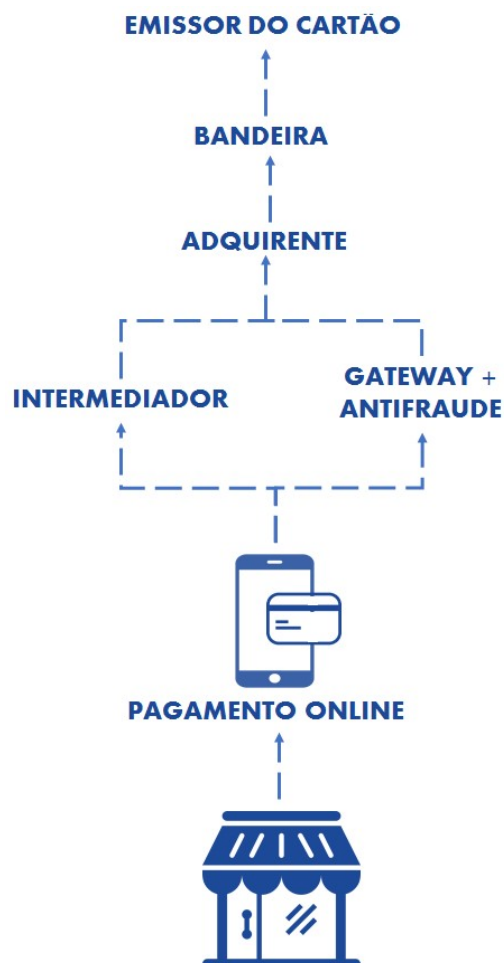 EMISSOR DO CARTÃO
BANDEIRA
ADQUIRENTE
INTERMEDIADOR
GATEWAY +
ANTIFRAUDE
PAGAMENTO ONLINE